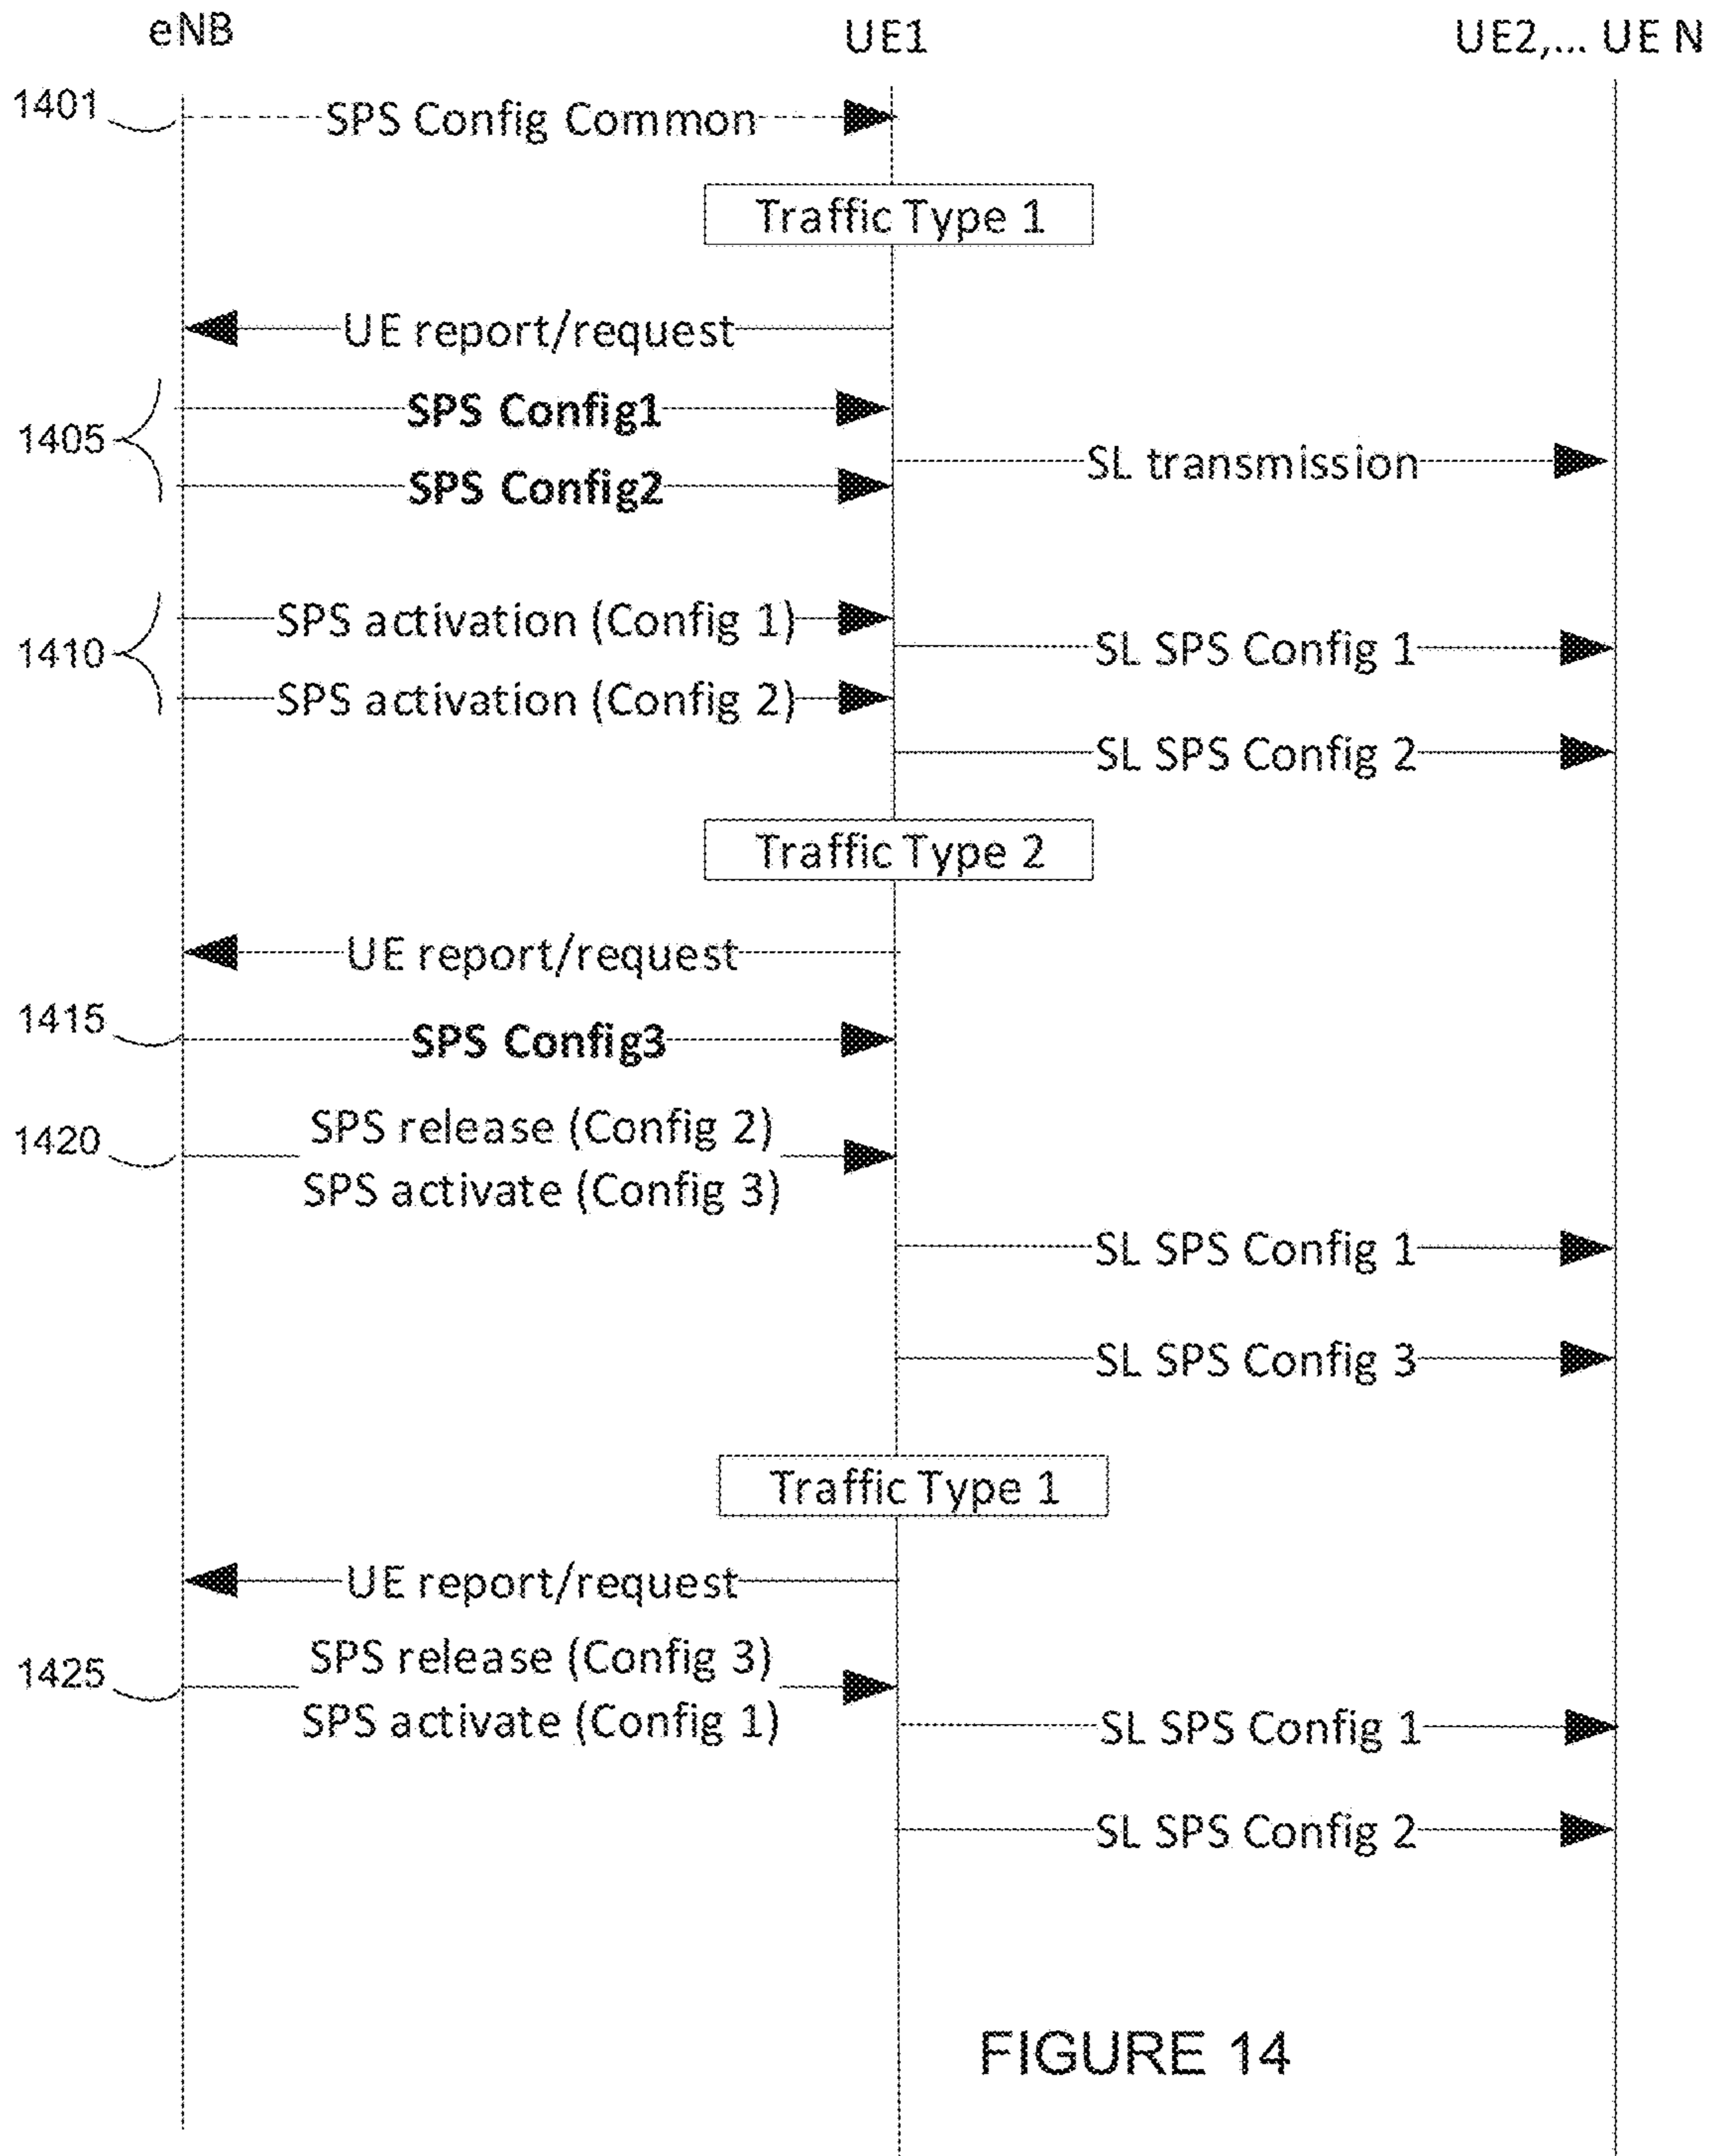 eNB
UE1
UE2,... UE N
1401
SPS Config Common
Traffic Type 1
UE report/request
SPS Config1
1405
SL transmission
SPS Config2
SPS activation (Config 1)
1410
SL SPS Config 1
SPS activation (Config 2)
SL SPS Config 2
Traffic Type 2
UE report/request
1415
SPS Config3
SPS release (Config 2)
1420
SPS activate (Config 3)
SL SPS Config 1
SL SPS Config 3
Traffic Type 1
UE report/request
SPS release (Config 3)
1425
SPS activate (Config 1)
SL SPS Config 1
SL SPS Config 2
FIGURE 14